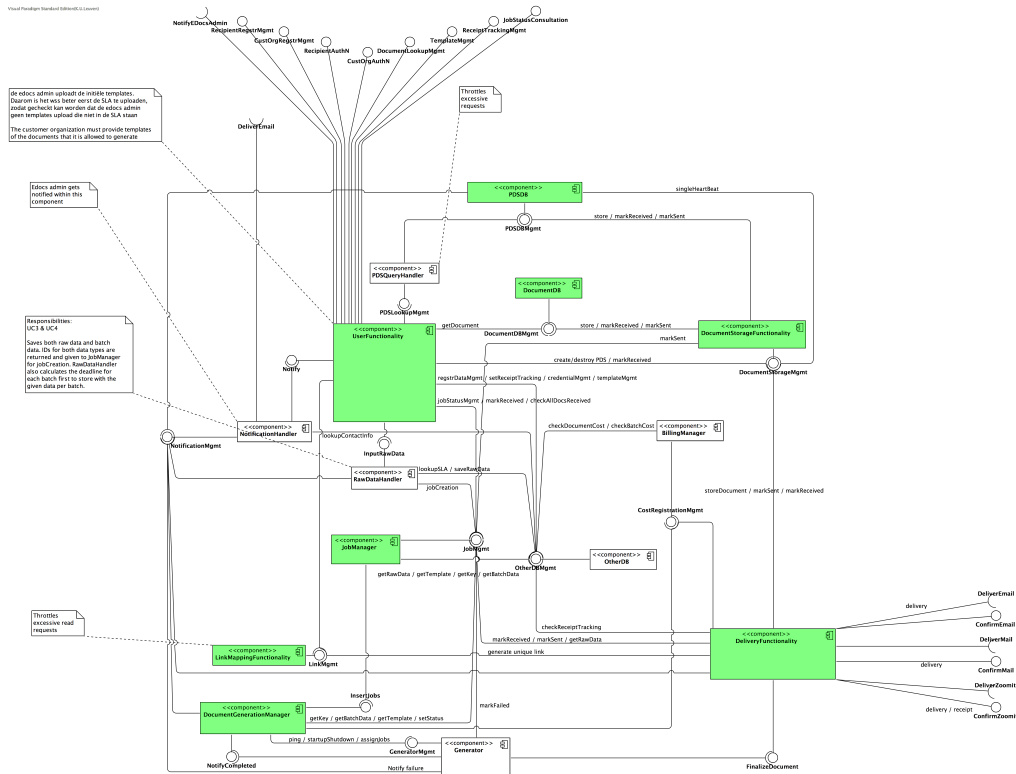 Visual Paradigm Standard Edition(K.U.Leuven)
NotifyEDocsAdmin
RecipientRegstrMgmt
CustOrgRegstrMgmt
RecipientAuthN
CustOrgAuthN
DocumentLookupMgmt
TemplateMgmt
ReceiptTrackingMgmt
JobStatusConsultation
de edocs admin uploadt de initiële templates.
Daarom is het wss beter eerst de SLA te uploaden,
zodat gecheckt kan worden dat de edocs admin
geen templates upload die niet in de SLA staan
The customer organization must provide templates
of the documents that it is allowed to generate
Throttles
excessive
requests
DeliverEmail
Edocs admin gets
notified within this
component
<<component>>
PDSDB
singleHeartBeat
store / markReceived / markSent
PDSDBMgmt
<<component>>
PDSQueryHandler
<<component>>
DocumentDB
PDSLookupMgmt
Responsibilities:
UC3 & UC4
Saves both raw data and batch
data. IDs for both data types are
returned and given to JobManager
for jobCreation. RawDataHandler
also calculates the deadline for
each batch first to store with the
given data per batch.
<<component>>
UserFunctionality
getDocument
DocumentDBMgmt
store / markReceived / markSent
<<component>>
DocumentStorageFunctionality
markSent
create/destroy PDS / markReceived
DocumentStorageMgmt
Notify
regstrDataMgmt / setReceiptTracking / credentialMgmt / templateMgmt
jobStatusMgmt / markReceived / checkAllDocsReceived
<<component>>
NotificationHandler
lookupContactInfo
checkDocumentCost / checkBatchCost
<<component>>
BillingManager
NotificationMgmt
InputRawData
<<component>>
RawDataHandler
lookupSLA / saveRawData
jobCreation
storeDocument / markSent / markReceived
CostRegistrationMgmt
<<component>>
JobManager
JobMgmt
<<component>>
OtherDB
OtherDBMgmt
getRawData / getTemplate / getKey / getBatchData
Throttles
excessive read
requests
checkReceiptTracking
markReceived / markSent / getRawData
generate unique link
<<component>>
LinkMappingFunctionality
LinkMgmt
<<component>>
DeliveryFunctionality
delivery
DeliverEmail
ConfirmEmail
DeliverMail
delivery
ConfirmMail
DeliverZoomit
delivery / receipt
ConfirmZoomit
InsertJobs
<<component>>
DocumentGenerationManager
getKey / getBatchData / getTemplate / setStatus
markFailed
ping / startupShutdown / assignJobs
GeneratorMgmt
<<component>>
Generator
NotifyCompleted
Notify failure
FinalizeDocument